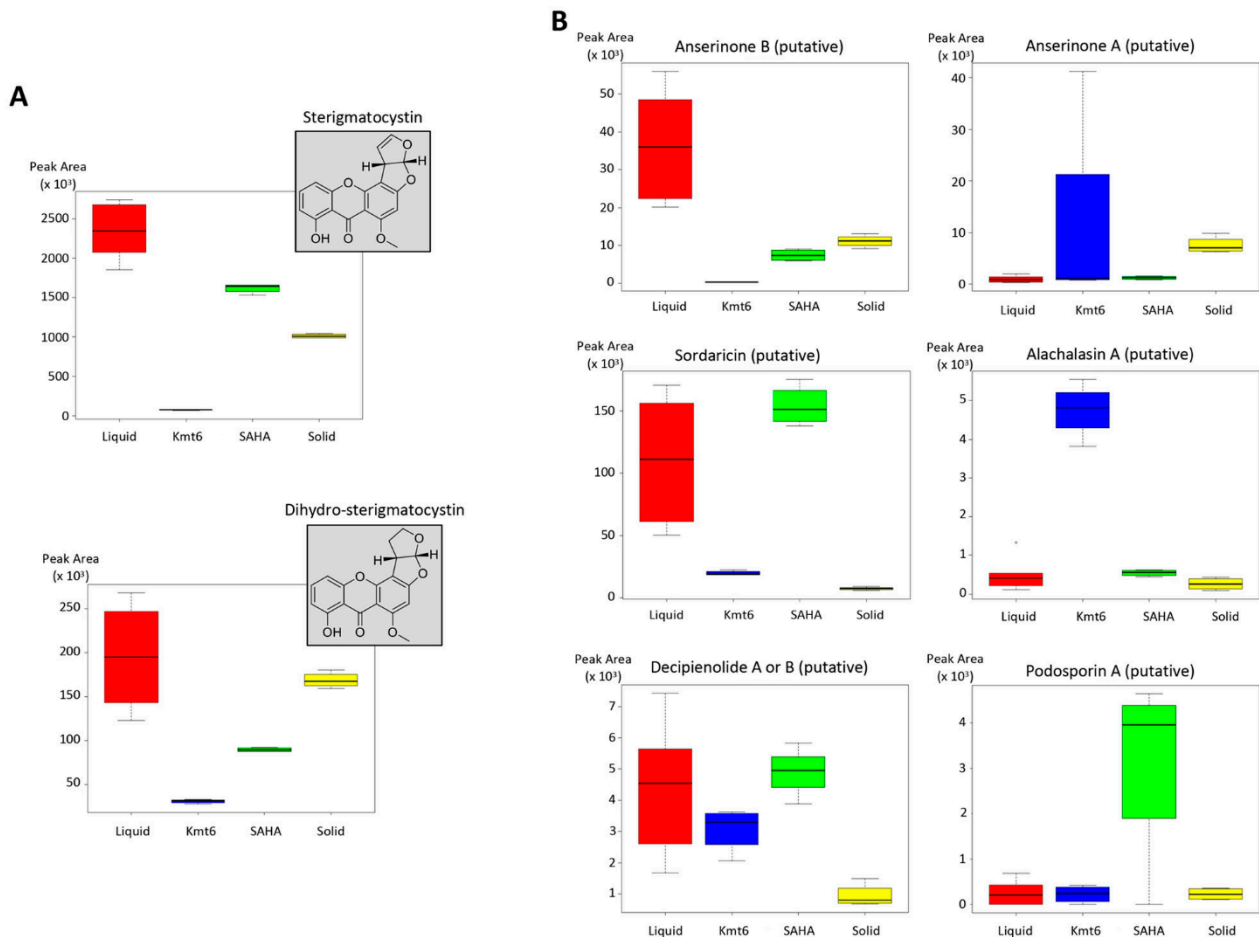 A
Sterigmatocystin
O
H
O
O
OH
O
O
Peak Area
(x 10³)
2500
2000
1500
1000
500
0
Liquid Kmt6 SAHA Solid
Dihydro-sterigmatocystin
O
H
H
O
O
OH
O
O
Peak Area
(x 10³)
250
200
150
100
50
Liquid Kmt6 SAHA Solid
B
Anserinone B (putative)
Peak Area
(x 10³)
50
40
30
20
10
0
Liquid Kmt6 SAHA Solid
Anserinone A (putative)
Peak Area
(x 10³)
40
30
20
10
0
Liquid Kmt6 SAHA Solid
Sordaricin (putative)
Peak Area
(x 10³)
150
100
50
0
Liquid Kmt6 SAHA Solid
Alachalasin A (putative)
Peak Area
(x 10³)
5
4
3
2
1
0
Liquid Kmt6 SAHA Solid
Decipienolide A or B (putative)
Peak Area
(x 10³)
7
6
5
4
3
2
1
Liquid Kmt6 SAHA Solid
Podosporin A (putative)
Peak Area
(x 10³)
4
3
2
1
0
Liquid Kmt6 SAHA Solid